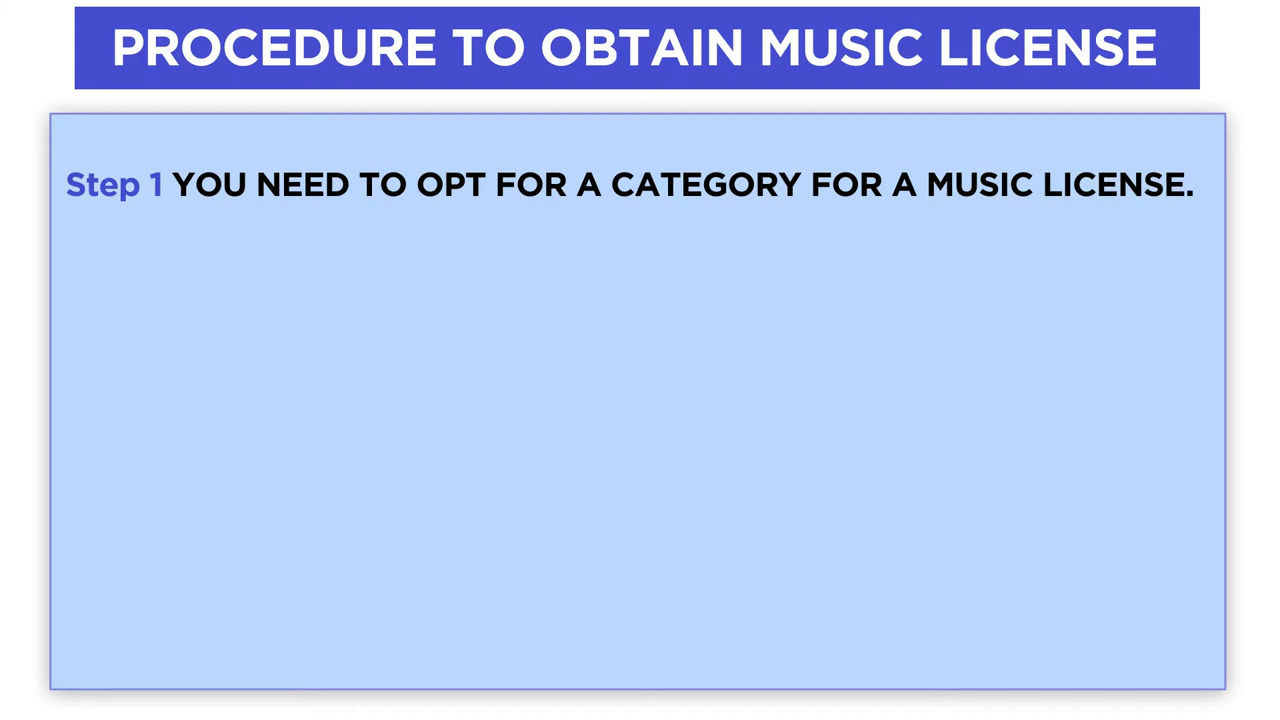 PROCEDURE TO OBTAIN MUSIC LICENSE
Step 1 YOU NEED TO OPT FOR A CATEGORY FOR A MUSIC LICENSE.